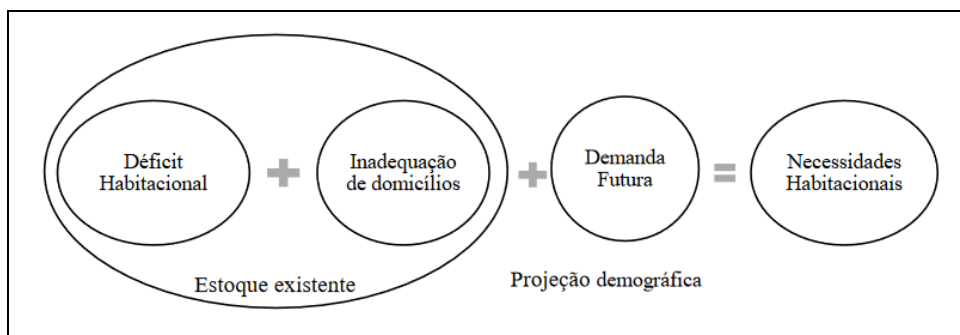 Déficit
Habitacional
+
Inadequação
de domicílios
+
Demanda
Futura
=
Necessidades
Habitacionais
Estoque existente
Projeção demográfica